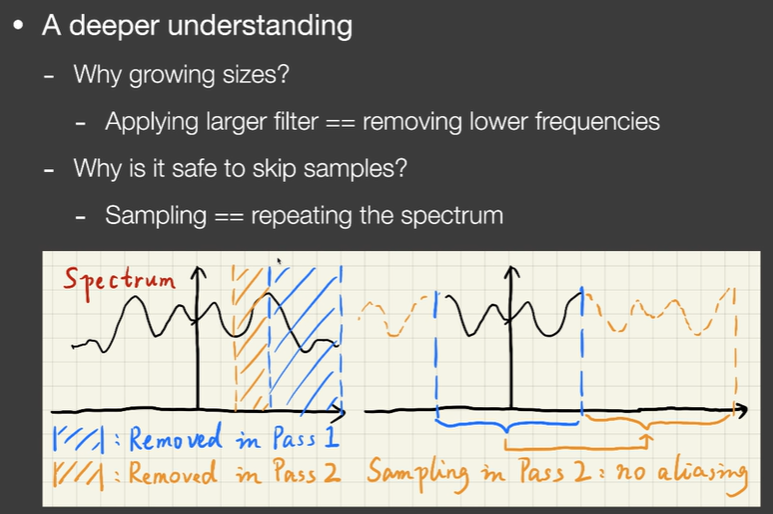 • A deeper understanding
- Why growing sizes?
- Applying larger filter == removing lower frequencies
- Why is it safe to skip samples?
- Sampling == repeating the spectrum
Spectrum
: Removed in Pass 1
: Removed in Pass 2
Sampling in Pass 2: no aliasing